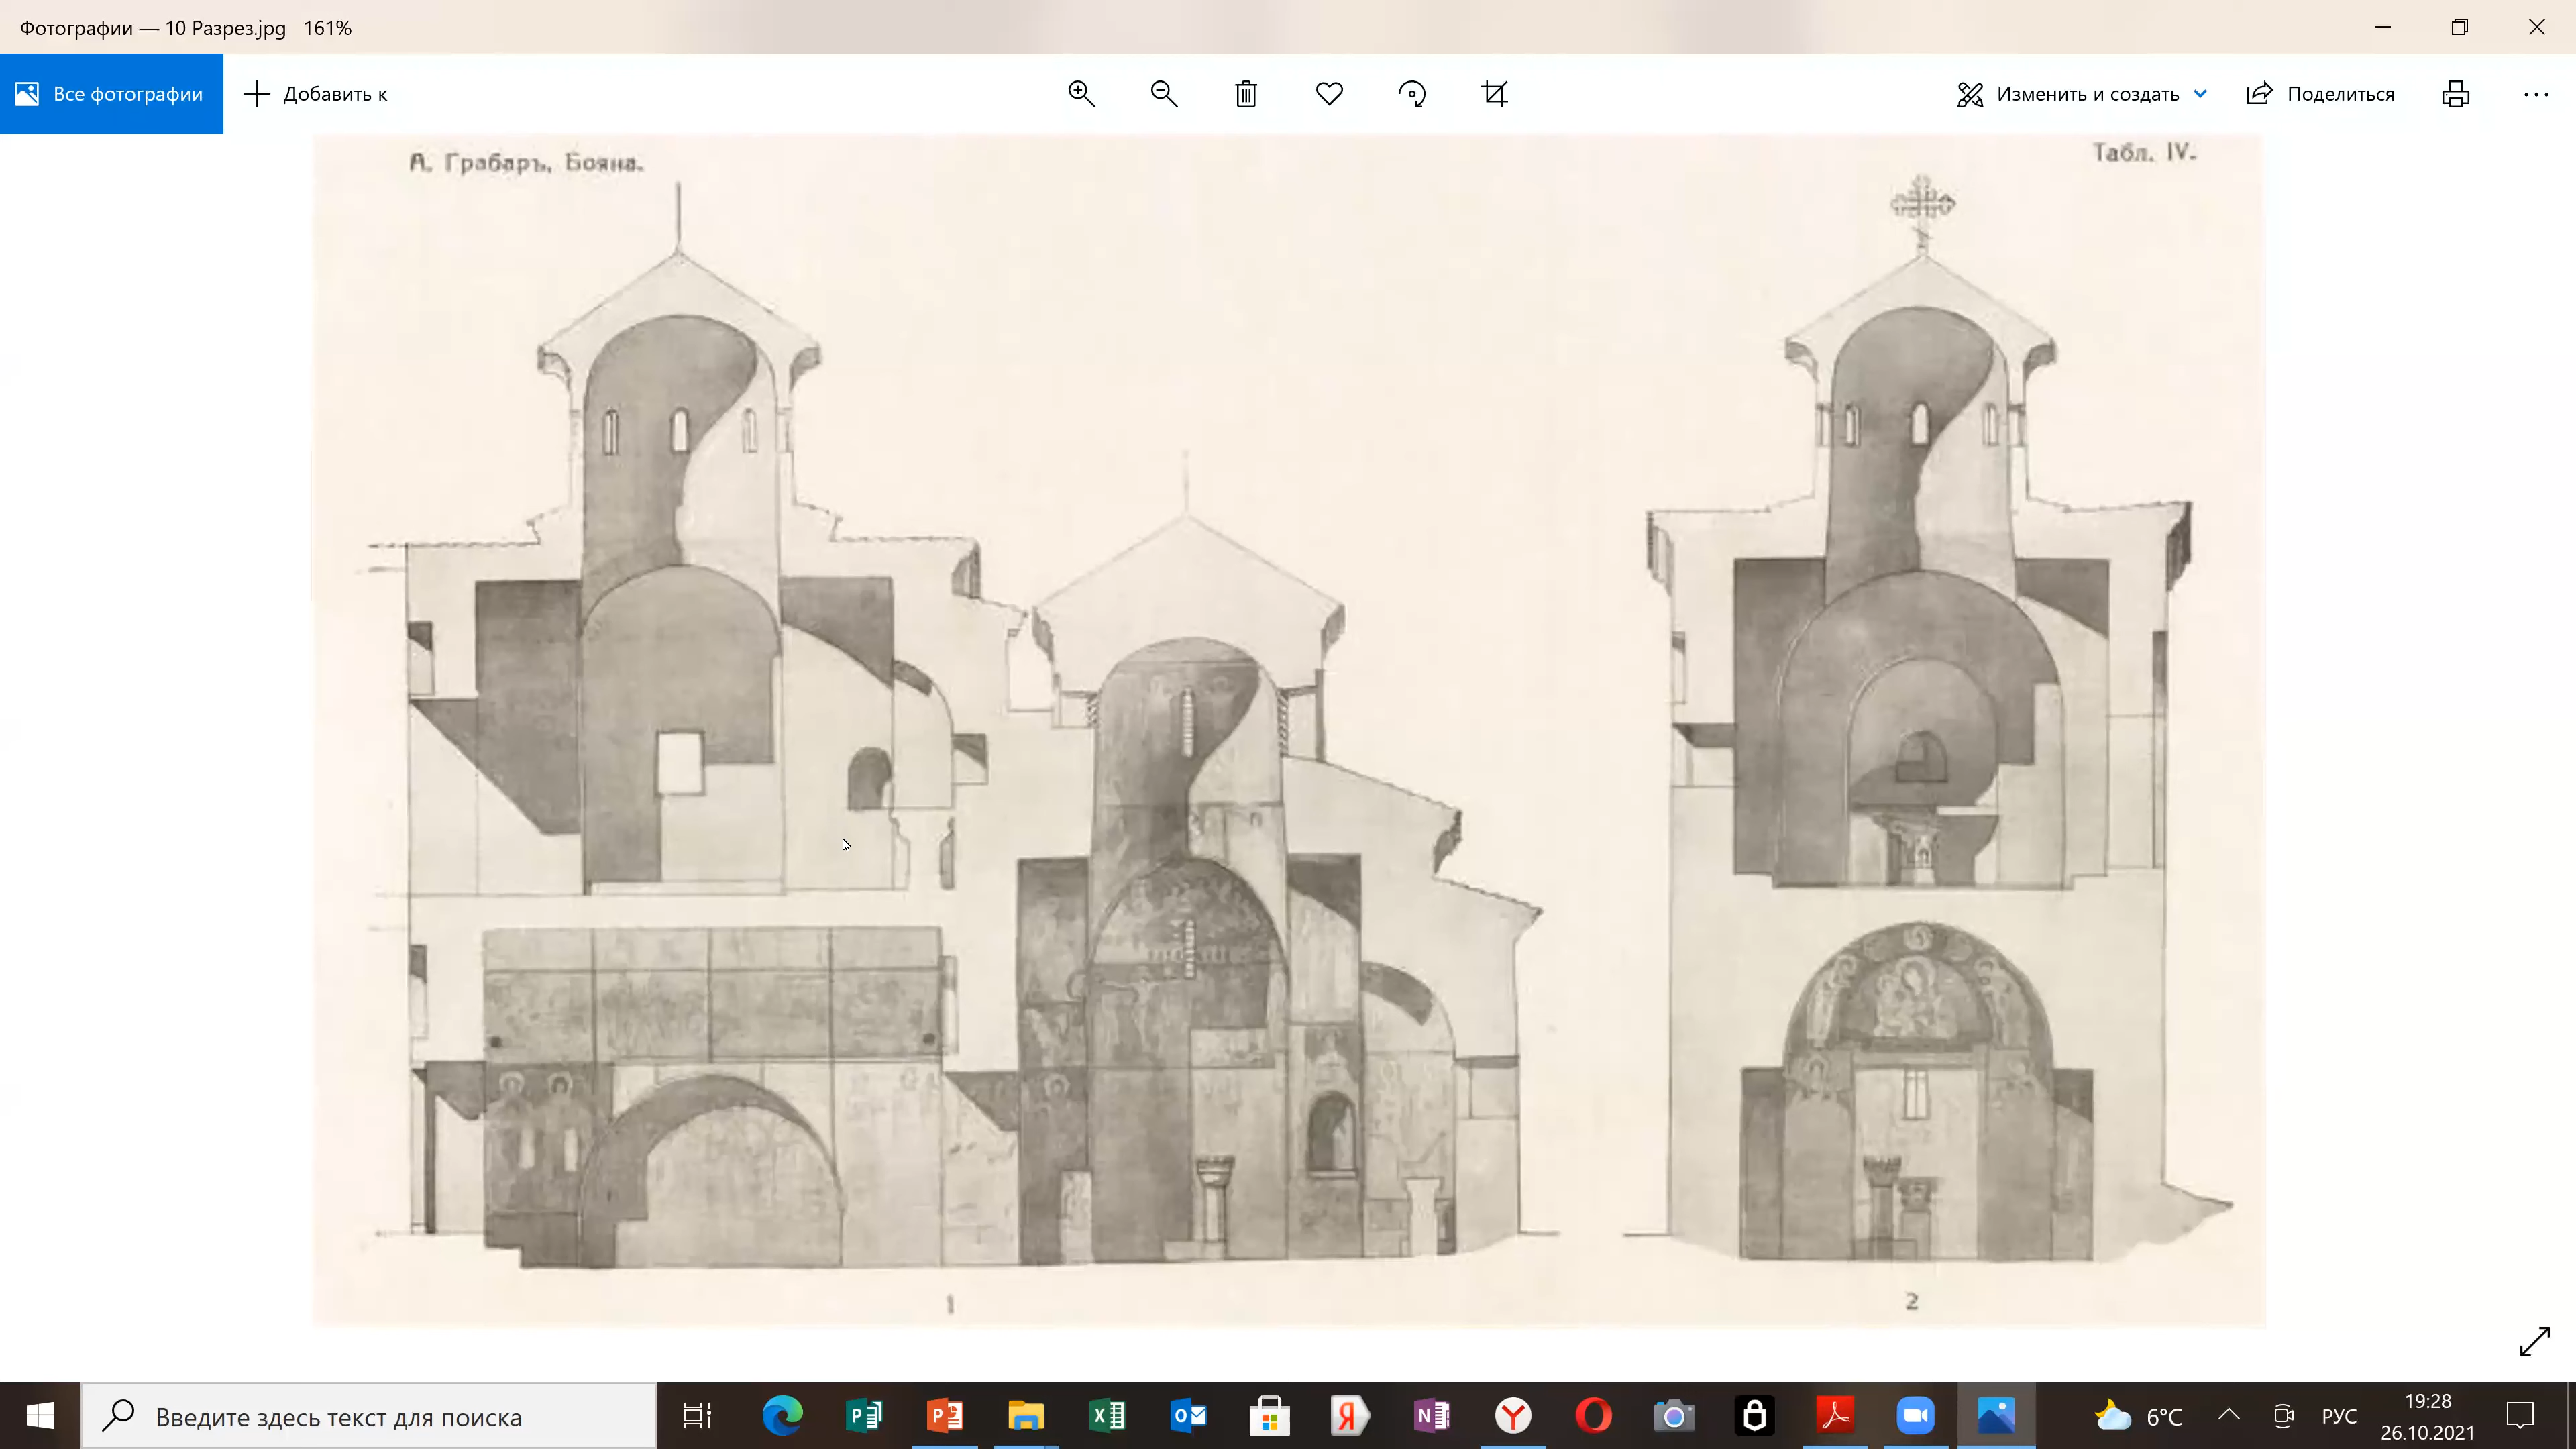 Фотографии — 10 Разрез.jpg 161%
Все фотографии
Добавить к
Изменить и создать
Поделиться
А. Грабаръ, Бояна.
Табл. IV.
1
2
Введите здесь текст для поиска
6°C
РУС
19:28
26.10.2021